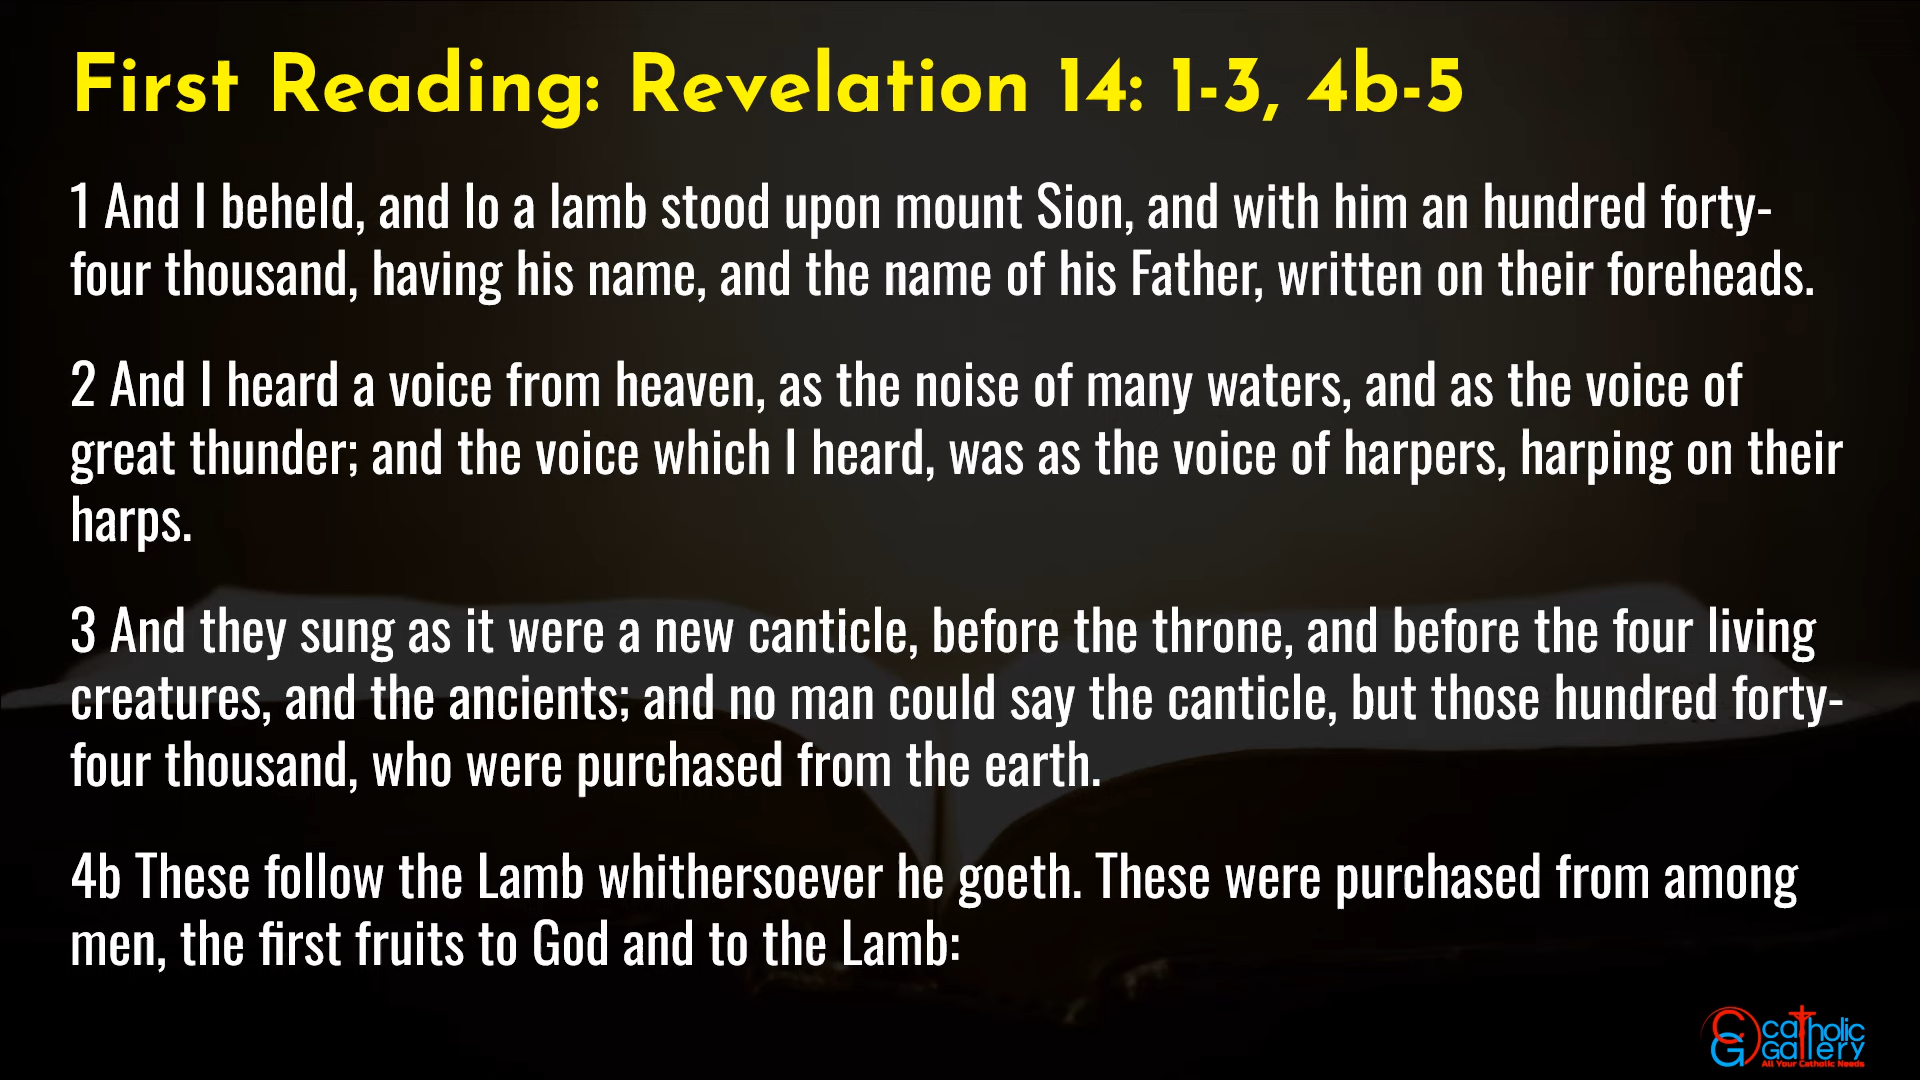 First Reading: Revelation 14: 1-3, 4b-5
1 And I beheld, and lo a lamb stood upon mount Sion, and with him an hundred forty-
four thousand, having his name, and the name of his Father, written on their foreheads.
2 And I heard a voice from heaven, as the noise of many waters, and as the voice of
great thunder; and the voice which I heard, was as the voice of harpers, harping on their
harps.
3 And they sung as it were a new canticle, before the throne, and before the four living
creatures, and the ancients; and no man could say the canticle, but those hundred forty-
four thousand, who were purchased from the earth.
4b These follow the Lamb whithersoever he goeth. These were purchased from among
men, the first fruits to God and to the Lamb:
CG catholic
Gallery
All Your Catholic Needs